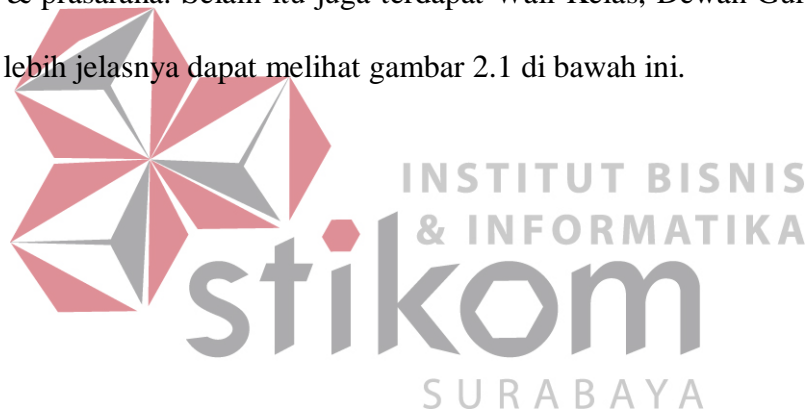 & prasarana. Selain itu juga terdapat Wali Kelas, Dewan Gur
lebih jelasnya dapat melihat gambar 2.1 di bawah ini.
INSTITUT BISNIS
& INFORMATIKA
stikom
SURABAYA